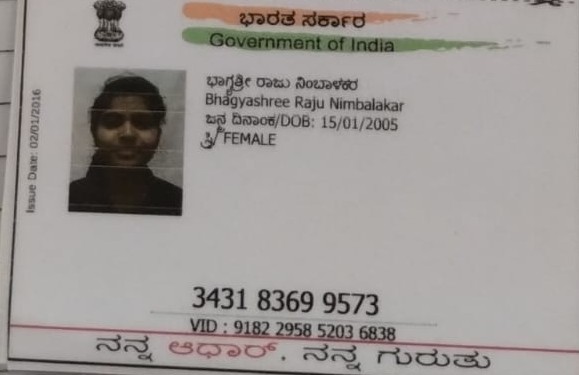 ಭಾರತ ಸರ್ಕಾರ
Government of India
ಭಾಗ್ಯಶ್ರೀ ರಾಜು ನಿಂಬಾಳಕರ
Bhagyashree Raju Nimbalakar
ಜನ್ಮ ದಿನಾಂಕ/DOB: 15/01/2005
ಸ್ತ್ರೀ/ FEMALE
Issue Date: 02/01/2016
3431 8369 9573
VID : 9182 2958 5203 6838
ನನ್ನ ಆಧಾರ್, ನನ್ನ ಗುರುತು